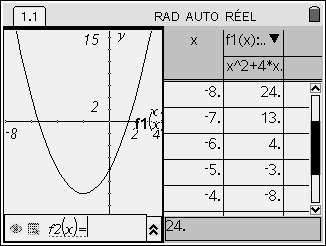 1.1 RAD AUTO RÉEL
15 y
2
f1(x
x
-8 2 4
f2(x)=
x f1(x):..▼
x^2+4*x.
-8. 24.
-7. 13.
-6. 4.
-5. -3.
-4. -8.
24.